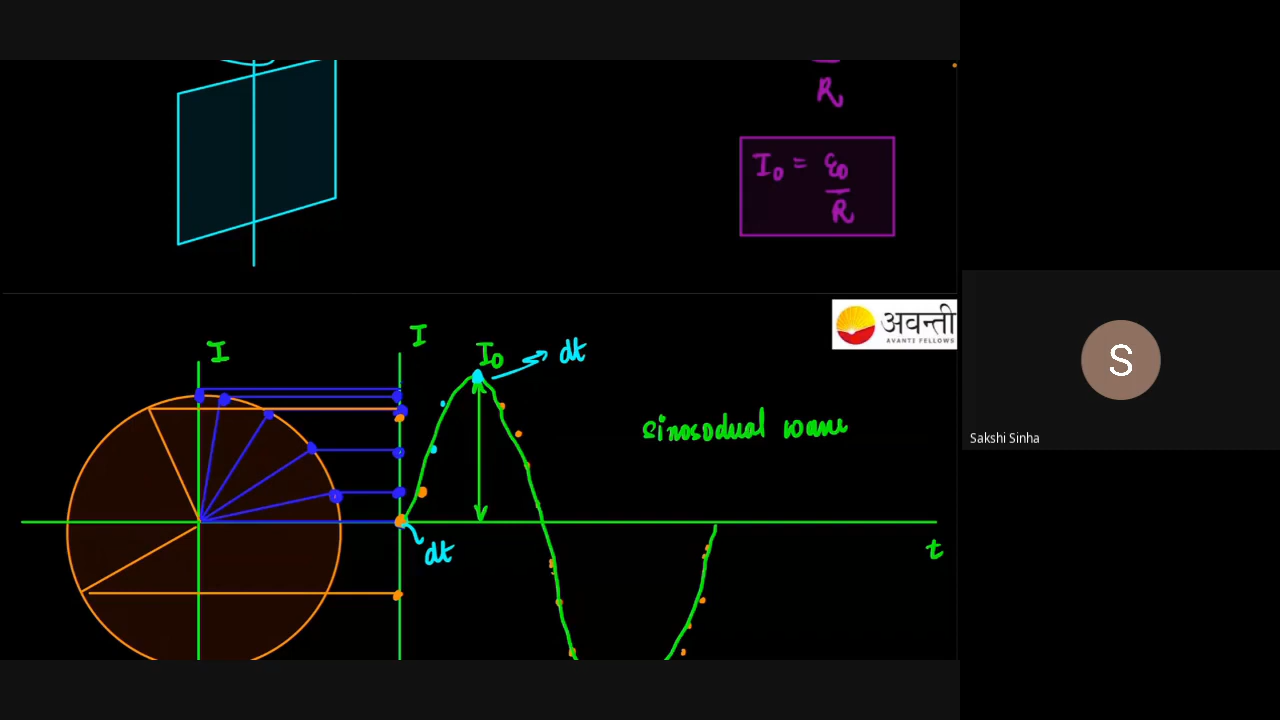 R
I₀ = ε₀
R
अवन्ती
AVANTI FELLOWS
I
I
I₀
dt
sinosodual wave
S
Sakshi Sinha
dt
t